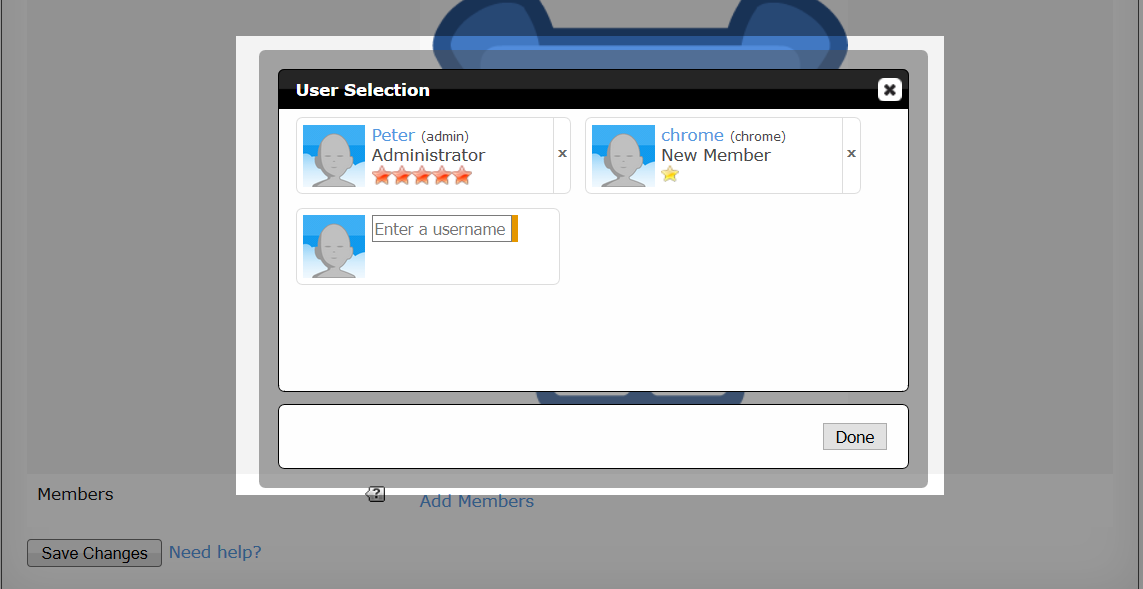 User Selection
Peter (admin)
Administrator
x
chrome (chrome)
New Member
x
Enter a username
Done
Members
?
Add Members
Save Changes
Need help?